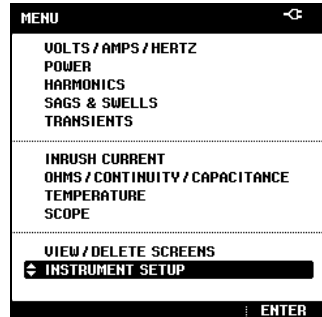 MENU
VOLTS/AMPS/HERTZ
POWER
HARMONICS
SAGS & SWELLS
TRANSIENTS
INRUSH CURRENT
OHMS/CONTINUITY/CAPACITANCE
TEMPERATURE
SCOPE
VIEW/DELETE SCREENS
INSTRUMENT SETUP
ENTER